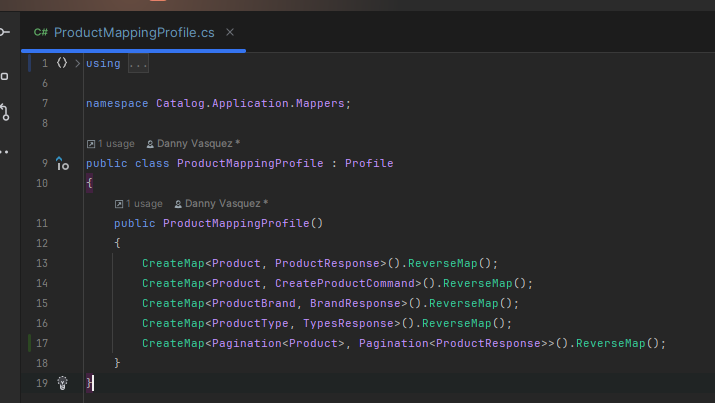 C# ProductMappingProfile.cs ×
1 using ...
6
7 namespace Catalog.Application.Mappers;
8
1 usage Danny Vasquez *
9 public class ProductMappingProfile : Profile
10 {
1 usage Danny Vasquez *
11 public ProductMappingProfile()
12 {
13 CreateMap<Product, ProductResponse>().ReverseMap();
14 CreateMap<Product, CreateProductCommand>().ReverseMap();
15 CreateMap<ProductBrand, BrandResponse>().ReverseMap();
16 CreateMap<ProductType, TypesResponse>().ReverseMap();
17 CreateMap<Pagination<Product>, Pagination<ProductResponse>>().ReverseMap();
18 }
19 }